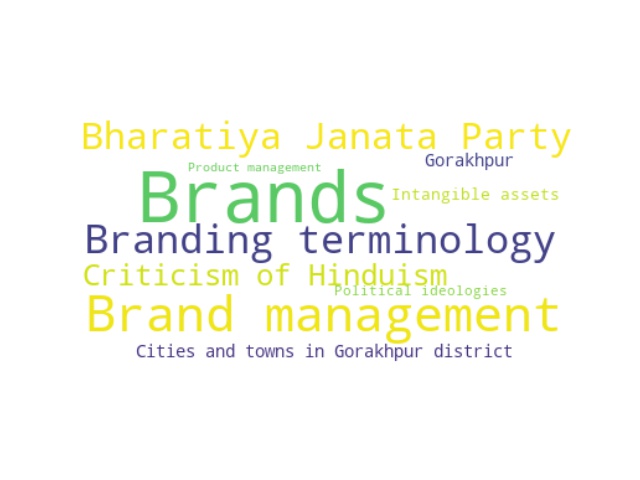 Bharatiya Janata Party
Gorakhpur
Product management
Brands
Intangible assets
Branding terminology
Criticism of Hinduism
Political ideologies
Brand management
Cities and towns in Gorakhpur district